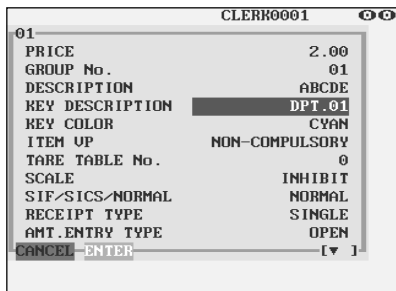 CLERK0001
01
PRICE 2.00
GROUP No. 01
DESCRIPTION ABCDE
KEY DESCRIPTION DPT.01
KEY COLOR CYAN
ITEM VP NON-COMPULSORY
TARE TABLE No. 0
SCALE INHIBIT
SIF/SICS/NORMAL NORMAL
RECEIPT TYPE SINGLE
AMT.ENTRY TYPE OPEN
CANCEL ENTER [▼ ]